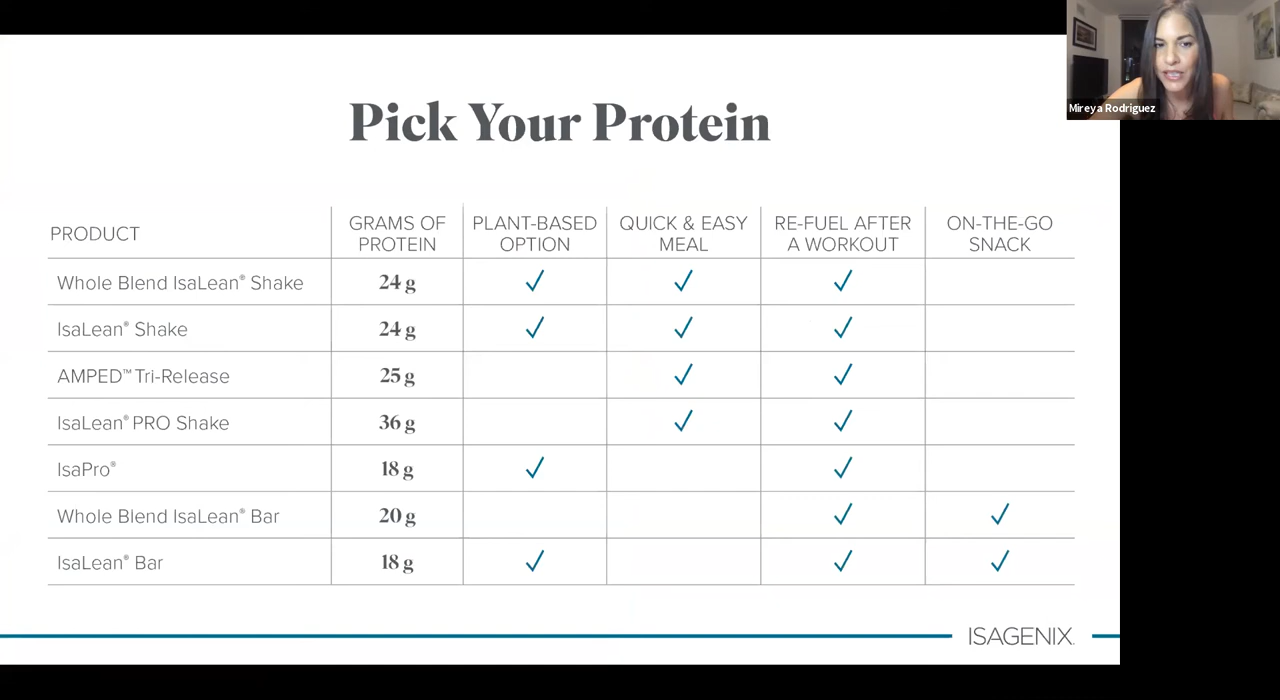 Mireya Rodriguez
Pick Your Protein
PRODUCT
GRAMS OF
PROTEIN
PLANT-BASED
OPTION
QUICK & EASY
MEAL
RE-FUEL AFTER
A WORKOUT
ON-THE-GO
SNACK
Whole Blend IsaLean® Shake 24 g ✓ ✓ ✓
IsaLean® Shake 24 g ✓ ✓ ✓
AMPED™ Tri-Release 25 g ✓ ✓
IsaLean® PRO Shake 36 g ✓ ✓
IsaPro® 18 g ✓ ✓
Whole Blend IsaLean® Bar 20 g ✓ ✓
IsaLean® Bar 18 g ✓ ✓ ✓
ISAGENIX.